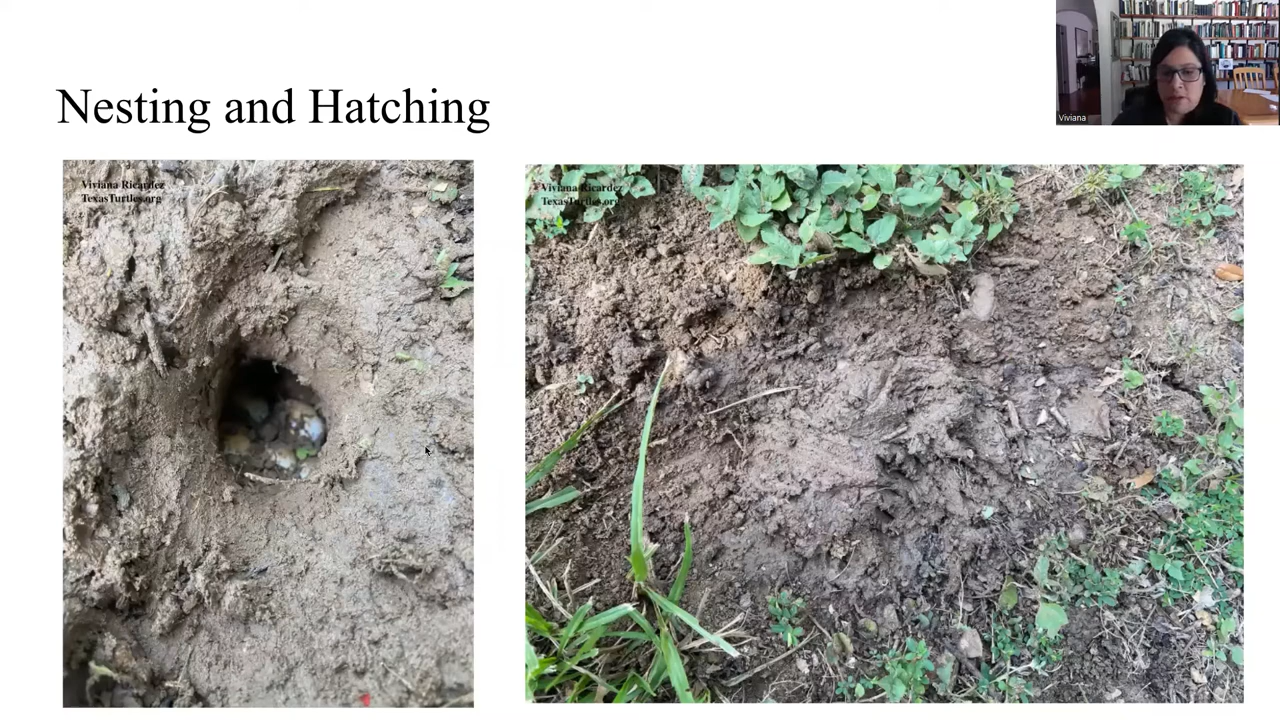 Nesting and Hatching
Viviana Ricardez
TexasTurtles.org
Viviana Ricardez
TexasTurtles.org
Viviana